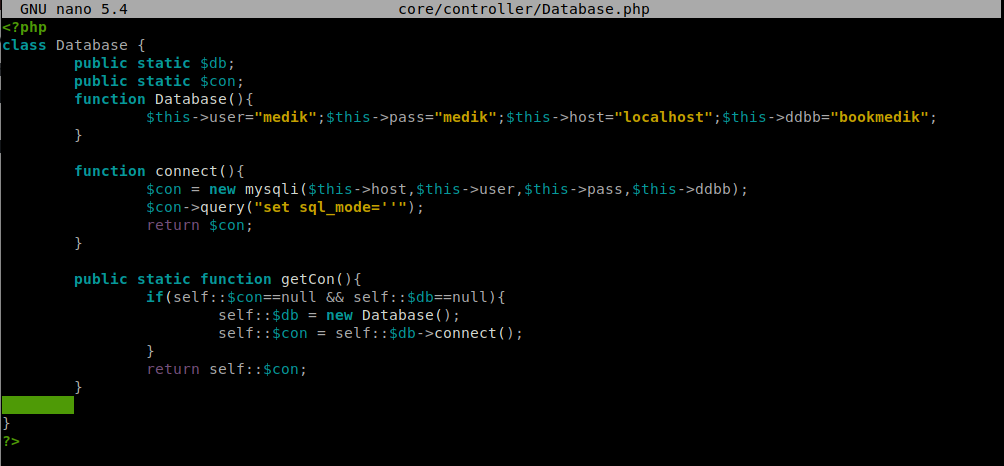 GNU nano 5.4 core/controller/Database.php
<?php
class Database {
        public static $db;
        public static $con;
        function Database(){
                $this->user="medik";$this->pass="medik";$this->host="localhost";$this->ddbb="bookmedik";
        }

        function connect(){
                $con = new mysqli($this->host,$this->user,$this->pass,$this->ddbb);
                $con->query("set sql_mode=''");
                return $con;
        }

        public static function getCon(){
                if(self::$con==null && self::$db==null){
                        self::$db = new Database();
                        self::$con = self::$db->connect();
                }
                return self::$con;
        }

}
?>